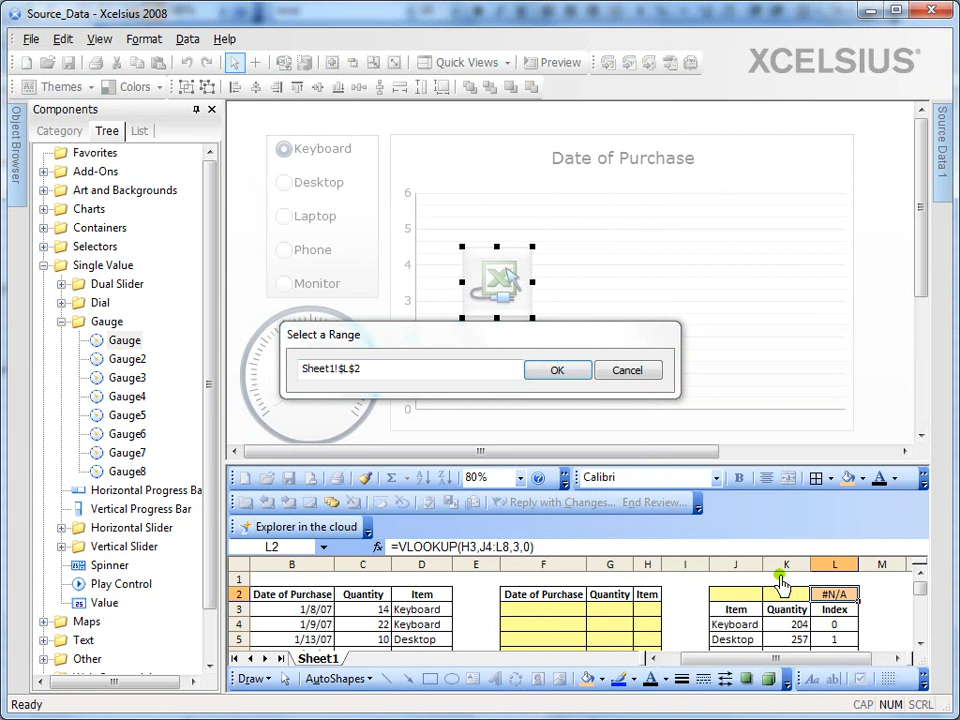 Source_Data - Xcelsius 2008
File Edit View Format Data Help
Quick Views Preview
XCELSIUS
Themes Colors
Components
Category Tree List
Object Browser
Source Data 1
Favorites
Add-Ons
Art and Backgrounds
Charts
Containers
Selectors
Single Value
Dual Slider
Dial
Gauge
Gauge
Gauge2
Gauge3
Gauge4
Gauge5
Gauge6
Gauge7
Gauge8
Horizontal Progress Ba
Vertical Progress Bar
Horizontal Slider
Vertical Slider
Spinner
Play Control
Value
Maps
Text
Other
Keyboard
Desktop
Laptop
Phone
Monitor
Date of Purchase
6
5
4
3
0
Select a Range
Sheet1!$L$2
OK Cancel
80% Calibri B A
Reply with Changes... End Review...
Explorer in the cloud
L2 fx =VLOOKUP(H3,J4:L8,3,0)
B C D E F G H I J K L M
1
2 Date of Purchase Quantity Item Date of Purchase Quantity Item #N/A
3 1/8/07 14 Keyboard Item Quantity Index
4 1/9/07 22 Keyboard Keyboard 204 0
5 1/13/07 10 Desktop Desktop 257 1
Sheet1
Draw AutoShapes A
Ready CAP NUM SCRL